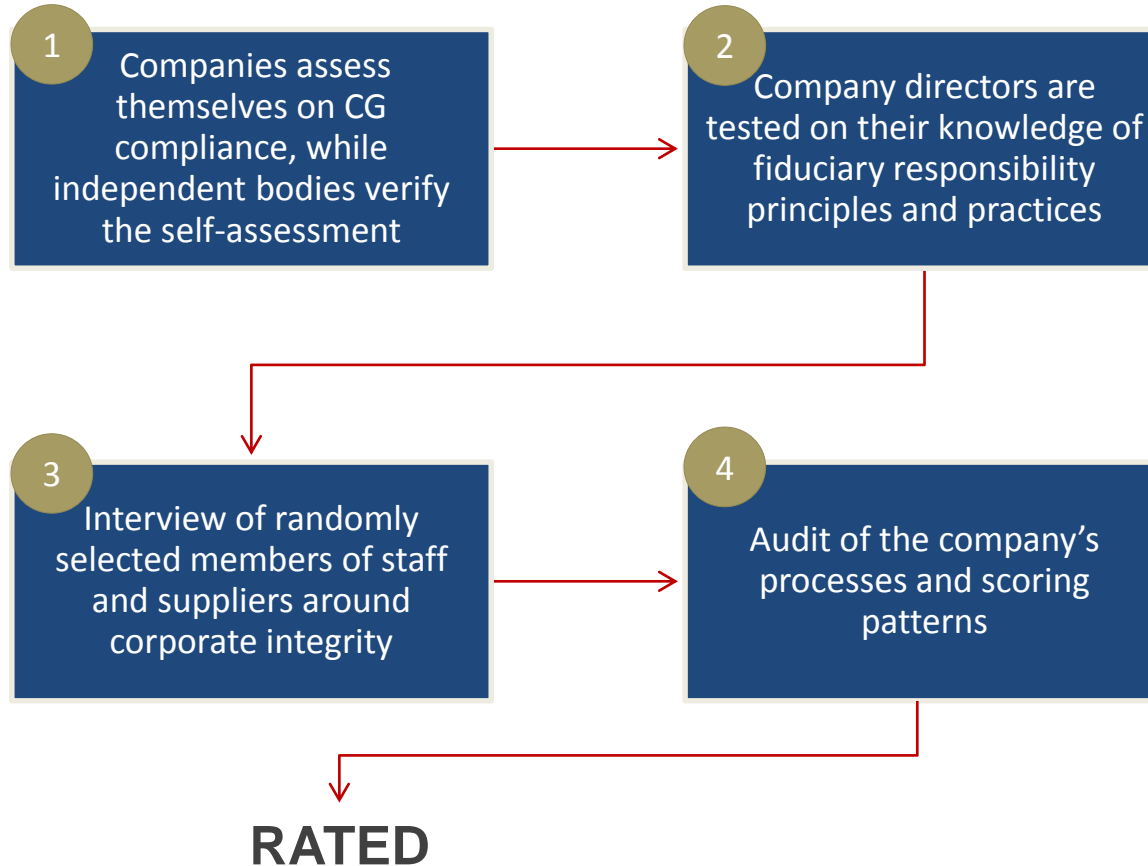 1
Companies assess
themselves on CG
compliance, while
independent bodies verify
the self-assessment
2
Company directors are
tested on their knowledge of
fiduciary responsibility
principles and practices
3
Interview of randomly
selected members of staff
and suppliers around
corporate integrity
4
Audit of the company’s
processes and scoring
patterns
RATED